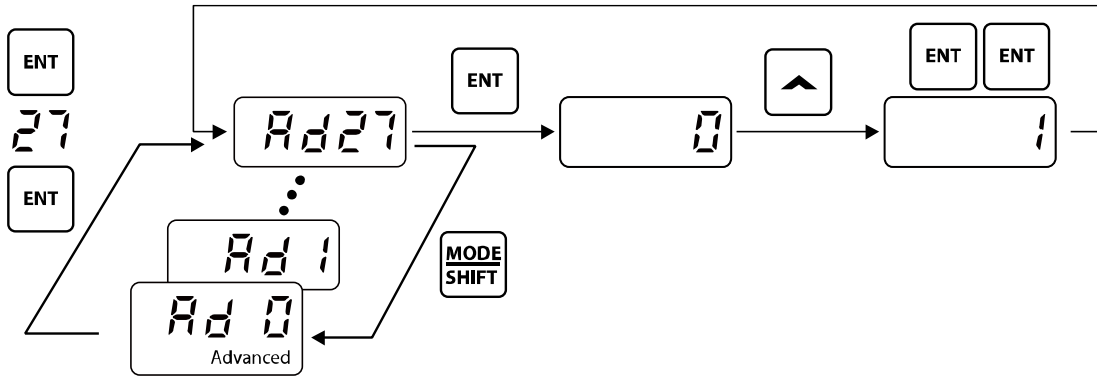 ENT
27
ENT
Ad27
ENT
0
ENT ENT
1
Ad 1
Ad 0
Advanced
MODE
SHIFT